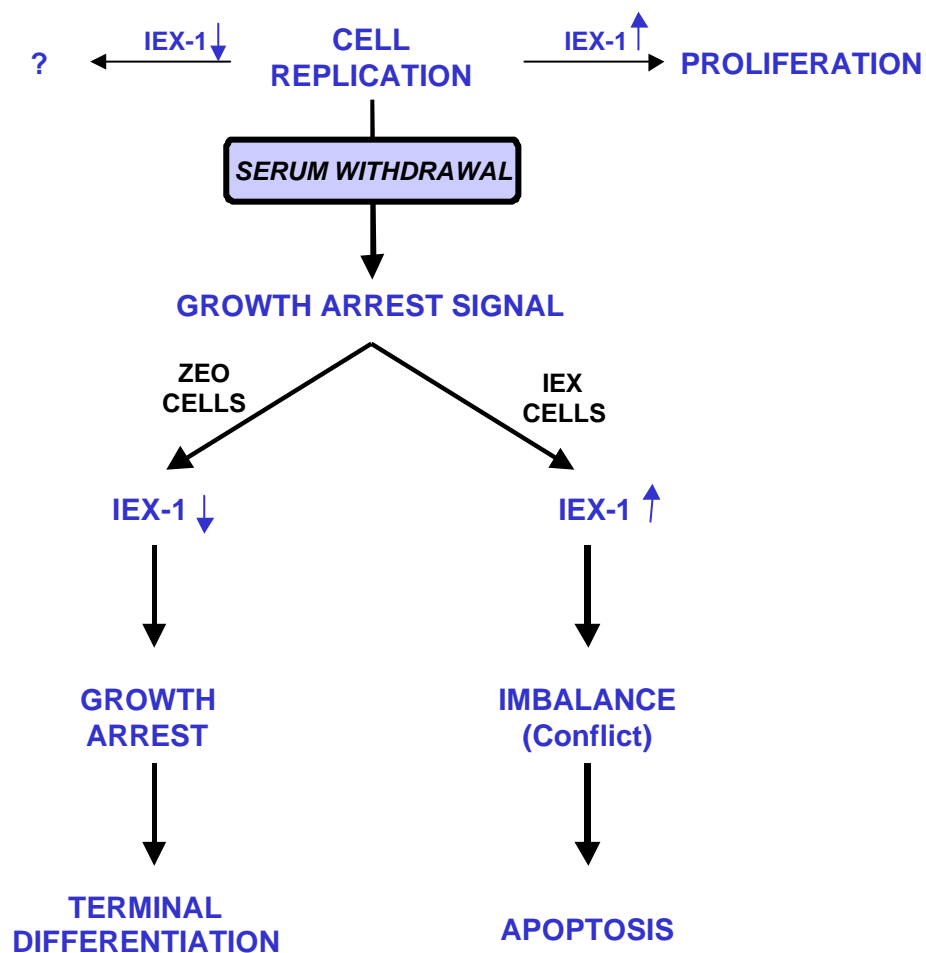 IEX-1
CELL
REPLICATION
IEX-1
?
PROLIFERATION
SERUM WITHDRAWAL
GROWTH ARREST SIGNAL
ZEO
CELLS
IEX
CELLS
IEX-1
IEX-1
GROWTH
ARREST
IMBALANCE
(Conflict)
TERMINAL
DIFFERENTIATION
APOPTOSIS